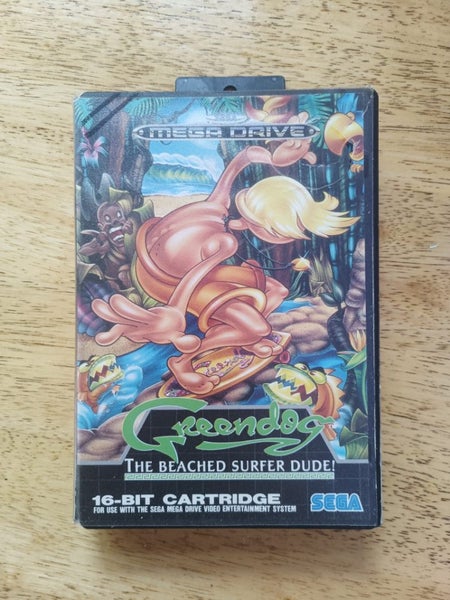 MEGA DRIVE
Greendog
Greendog
THE BEACHED SURFER DUDE!
16-BIT CARTRIDGE
FOR USE WITH THE SEGA MEGA DRIVE VIDEO ENTERTAINMENT SYSTEM
SEGA